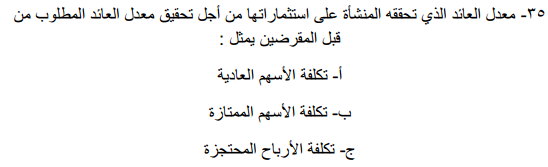 ٣٥- معدل العائد الذي تحققه المنشأة على استثماراتها من أجل تحقيق معدل العائد المطلوب من
قبل المقرضين يمثل :
أ- تكلفة الأسهم العادية
ب- تكلفة الأسهم الممتازة
ج- تكلفة الأرباح المحتجزة